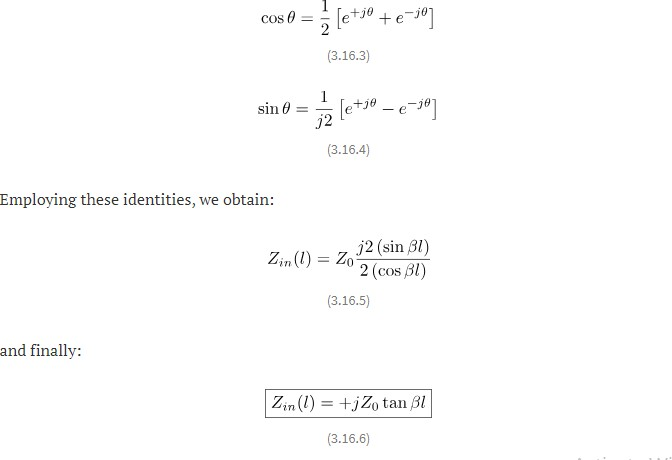 cos θ = 1/2 [e^{+jθ} + e^{−jθ}]
(3.16.3)
sin θ = 1/j2 [e^{+jθ} − e^{−jθ}]
(3.16.4)
Employing these identities, we obtain:
Z_{in}(l) = Z_0 j2 (sin βl) / 2 (cos βl)
(3.16.5)
and finally:
Z_{in}(l) = +jZ_0 tan βl
(3.16.6)